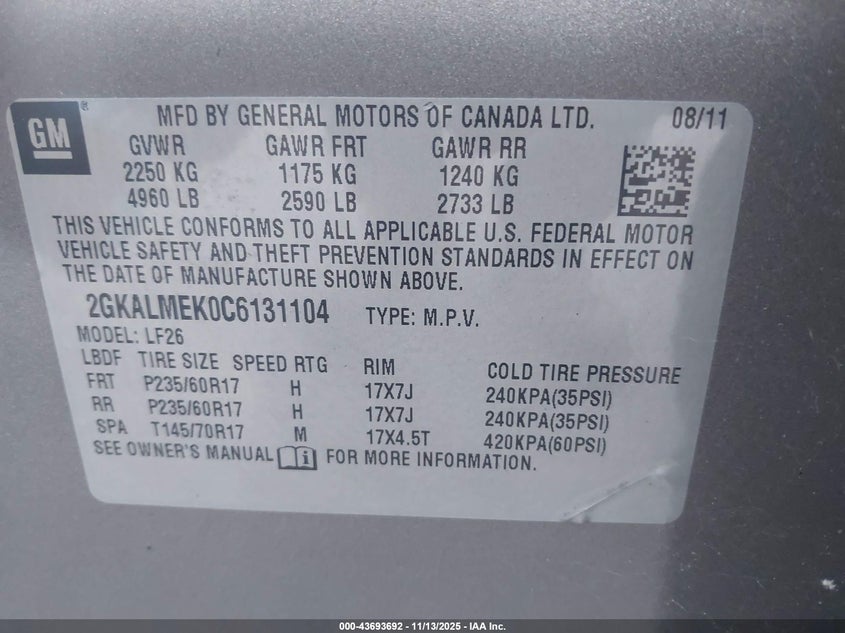 GM ® MFD BY GENERAL MOTORS OF CANADA LTD. 08/11
GVWR GAWR FRT GAWR RR
2250 KG 1175 KG 1240 KG
4960 LB 2590 LB 2733 LB
THIS VEHICLE CONFORMS TO ALL APPLICABLE U.S. FEDERAL MOTOR
VEHICLE SAFETY AND THEFT PREVENTION STANDARDS IN EFFECT ON
THE DATE OF MANUFACTURE SHOWN ABOVE.
2GKALMEK0C6131104 TYPE: M.P.V.
MODEL: LF26
LBDF TIRE SIZE SPEED RTG RIM COLD TIRE PRESSURE
FRT P235/60R17 H 17X7J 240KPA(35PSI)
RR P235/60R17 H 17X7J 240KPA(35PSI)
SPA T145/70R17 M 17X4.5T 420KPA(60PSI)
SEE OWNER'S MANUAL i FOR MORE INFORMATION.
000-43693692 - 11/13/2025 - IAA Inc.